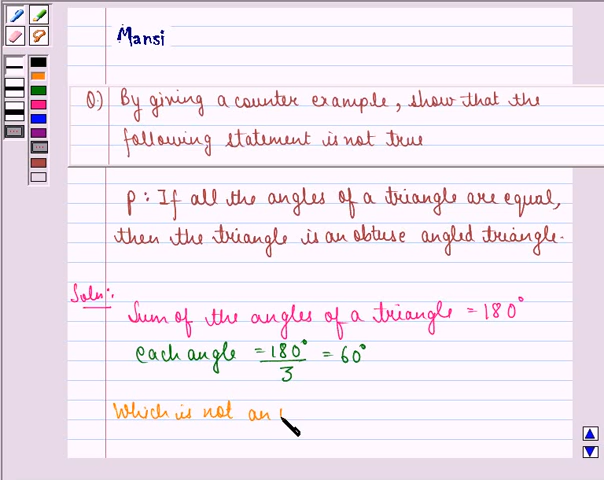 Mansi
Q) By giving a counter example, show that the
following statement is not true
p: If all the angles of a triangle are equal,
then the triangle is an obtuse angled triangle.
Soln:
Sum of the angles of a triangle = 180°
each angle = 180°/3 = 60°
Which is not an